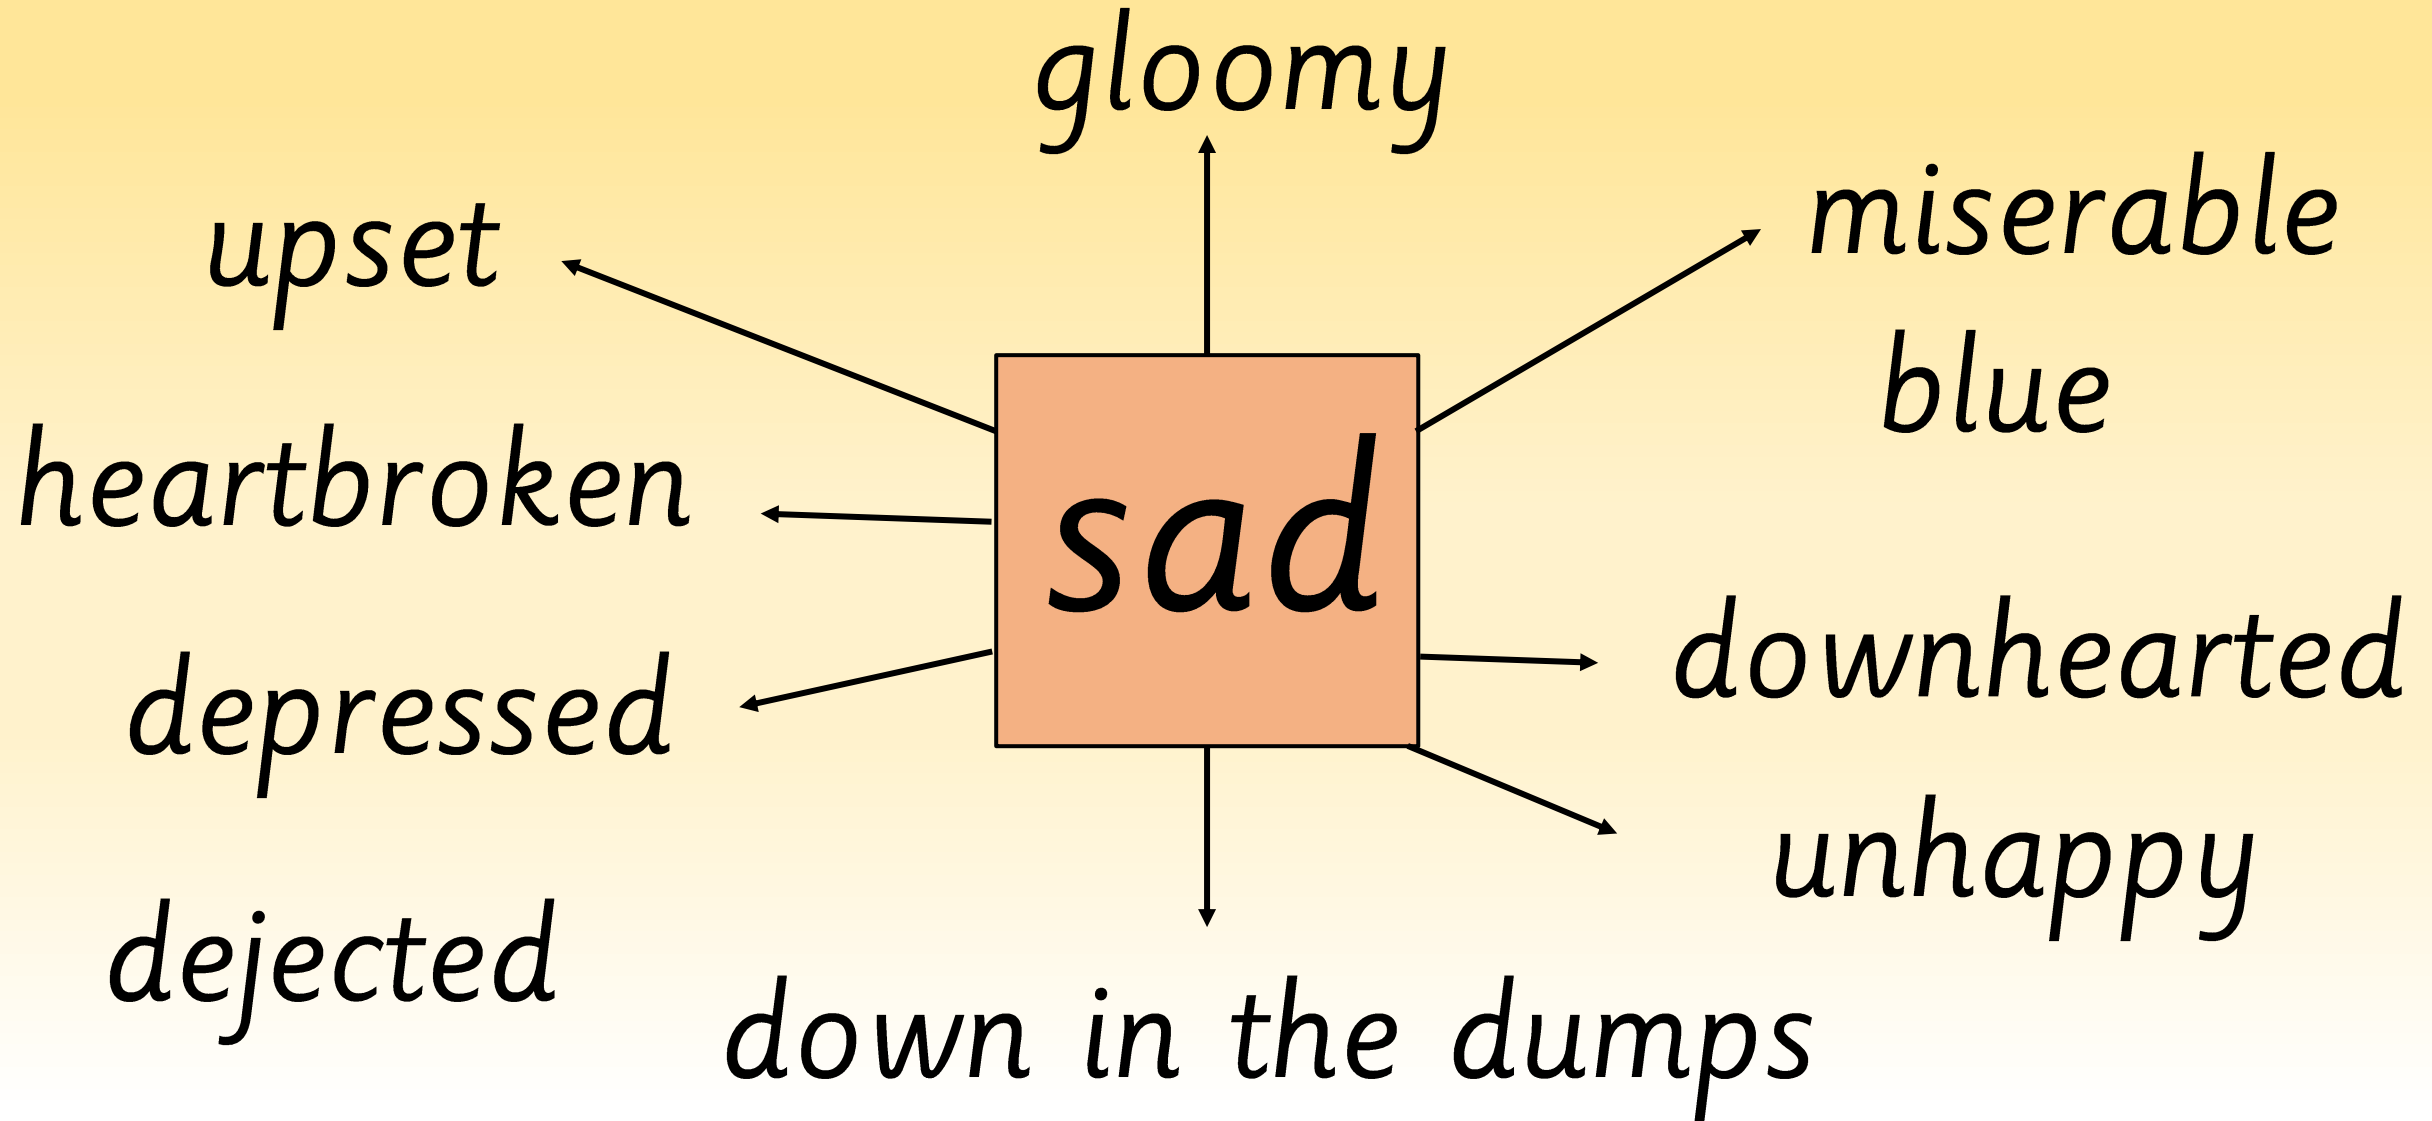 gloomy
upset
miserable
blue
heartbroken
sad
depressed
downhearted
unhappy
dejected
down in the dumps